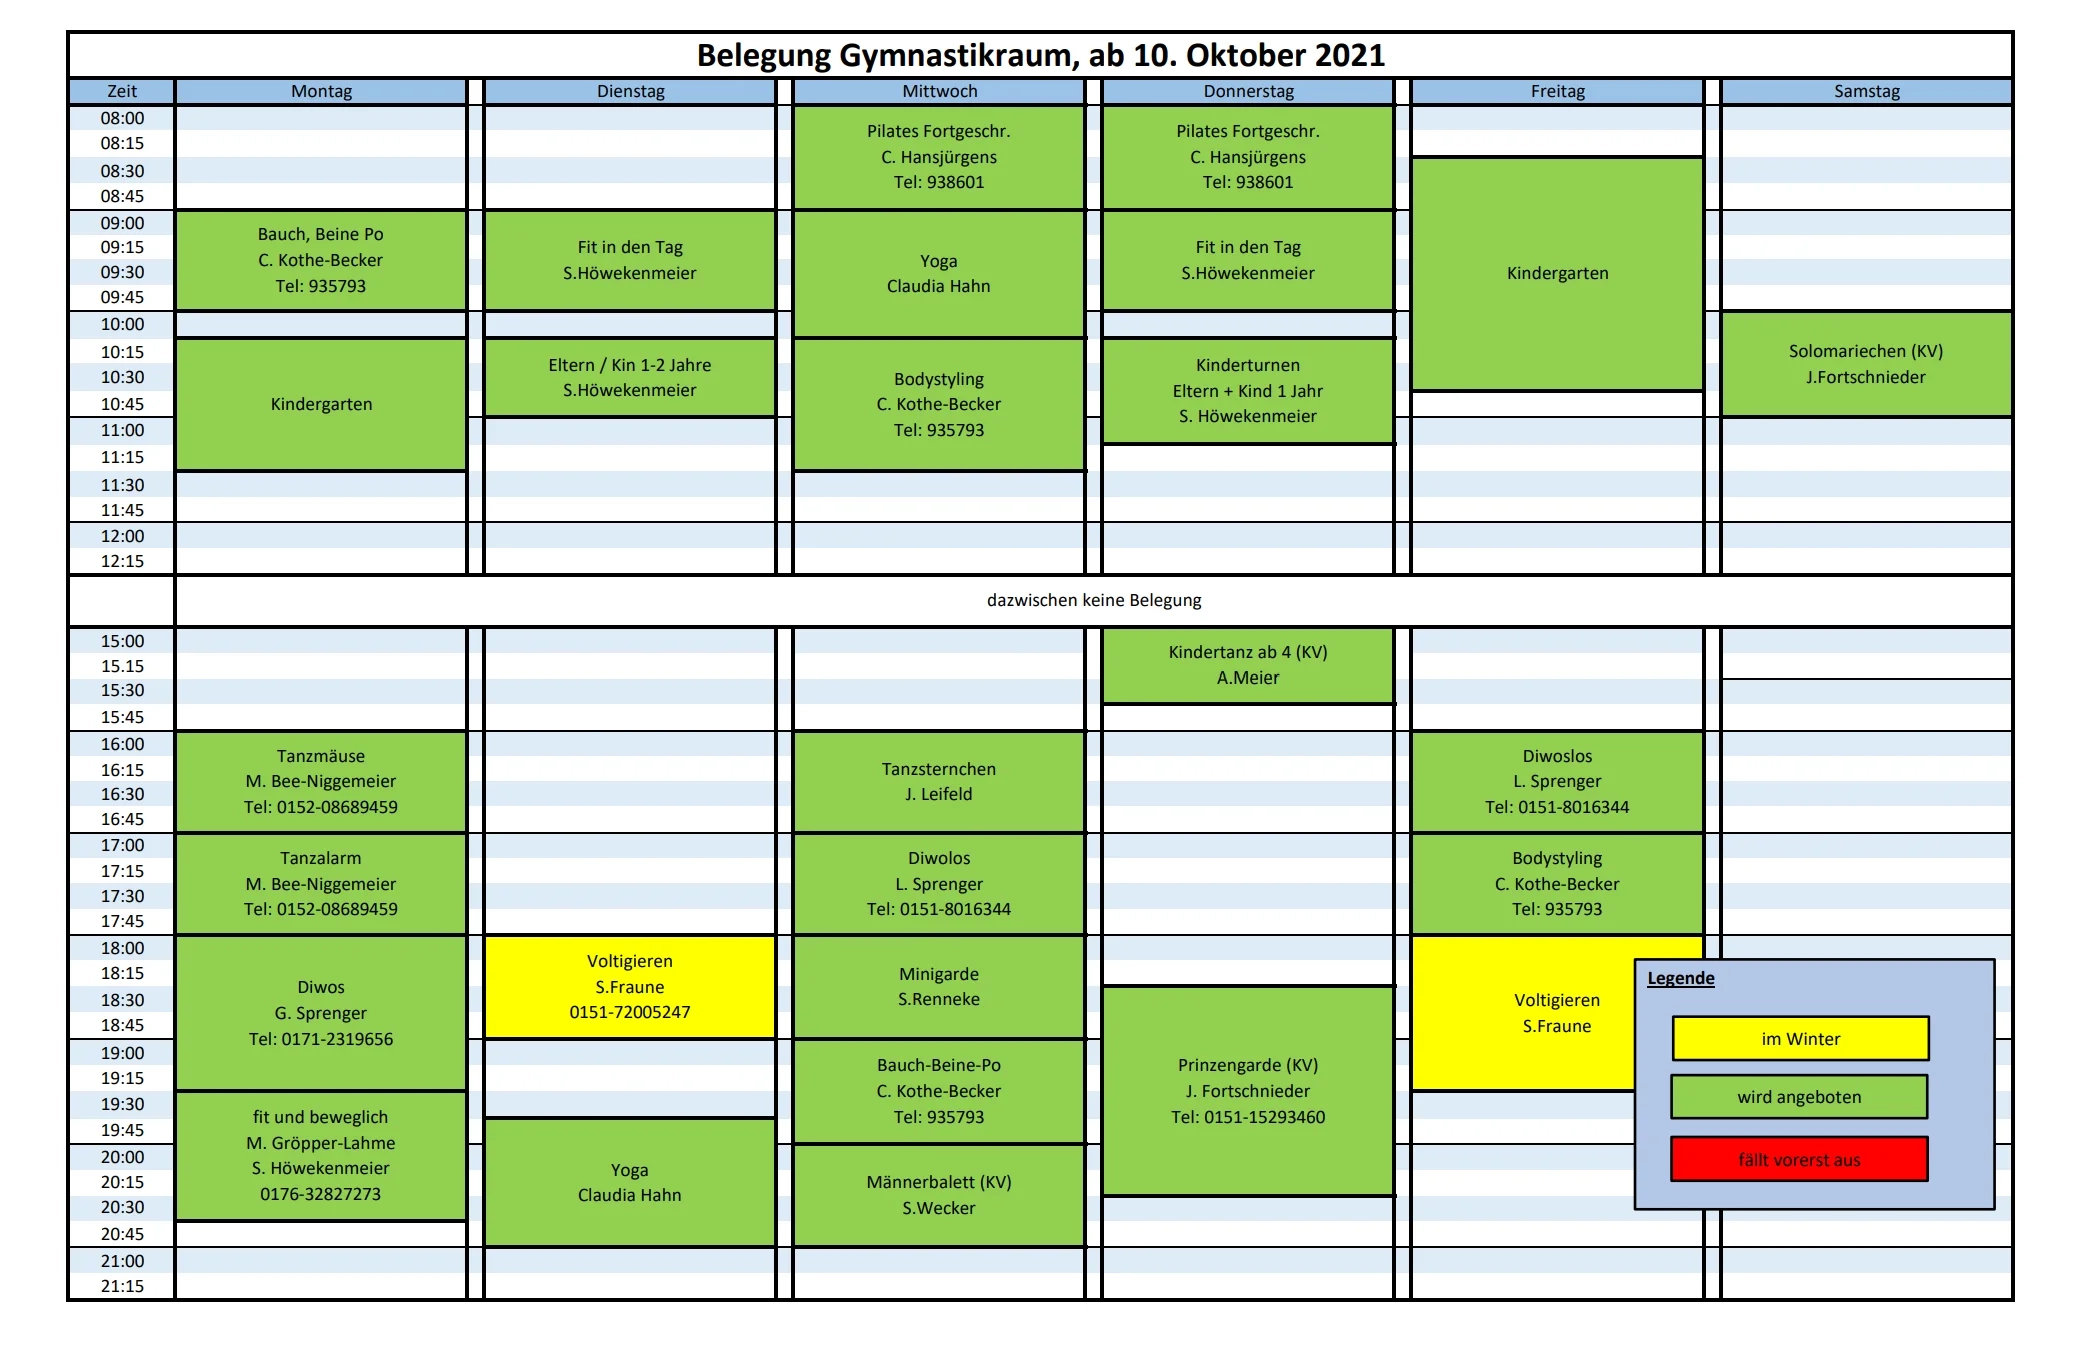 Belegung Gymnastikraum, ab 10. Oktober 2021
Zeit Montag Dienstag Mittwoch Donnerstag Freitag Samstag
08:00
08:15
08:30
08:45
09:00
09:15
09:30
09:45
10:00
10:15
10:30
10:45
11:00
11:15
11:30
11:45
12:00
12:15
Bauch, Beine Po
C. Kothe-Becker
Tel: 935793
Kindergarten
Fit in den Tag
S.Höwekenmeier
Eltern / Kin 1-2 Jahre
S.Höwekenmeier
Pilates Fortgeschr.
C. Hansjürgens
Tel: 938601
Yoga
Claudia Hahn
Bodystyling
C. Kothe-Becker
Tel: 935793
Pilates Fortgeschr.
C. Hansjürgens
Tel: 938601
Fit in den Tag
S.Höwekenmeier
Kinderturnen
Eltern + Kind 1 Jahr
S. Höwekenmeier
Kindergarten
Solomariechen (KV)
J.Fortschnieder
dazwischen keine Belegung
15:00
15.15
15:30
15:45
16:00
16:15
16:30
16:45
17:00
17:15
17:30
17:45
18:00
18:15
18:30
18:45
19:00
19:15
19:30
19:45
20:00
20:15
20:30
20:45
21:00
21:15
Tanzmäuse
M. Bee-Niggemeier
Tel: 0152-08689459
Tanzalarm
M. Bee-Niggemeier
Tel: 0152-08689459
Diwos
G. Sprenger
Tel: 0171-2319656
fit und beweglich
M. Gröpper-Lahme
S. Höwekenmeier
0176-32827273
Voltigieren
S.Fraune
0151-72005247
Yoga
Claudia Hahn
Tanzsternchen
J. Leifeld
Diwolos
L. Sprenger
Tel: 0151-8016344
Minigarde
S.Renneke
Bauch-Beine-Po
C. Kothe-Becker
Tel: 935793
Männerbalett (KV)
S.Wecker
Kindertanz ab 4 (KV)
A.Meier
Prinzengarde (KV)
J. Fortschnieder
Tel: 0151-15293460
Diwoslos
L. Sprenger
Tel: 0151-8016344
Bodystyling
C. Kothe-Becker
Tel: 935793
Voltigieren
S.Fraune
Legende
im Winter
wird angeboten
fällt vorerst aus